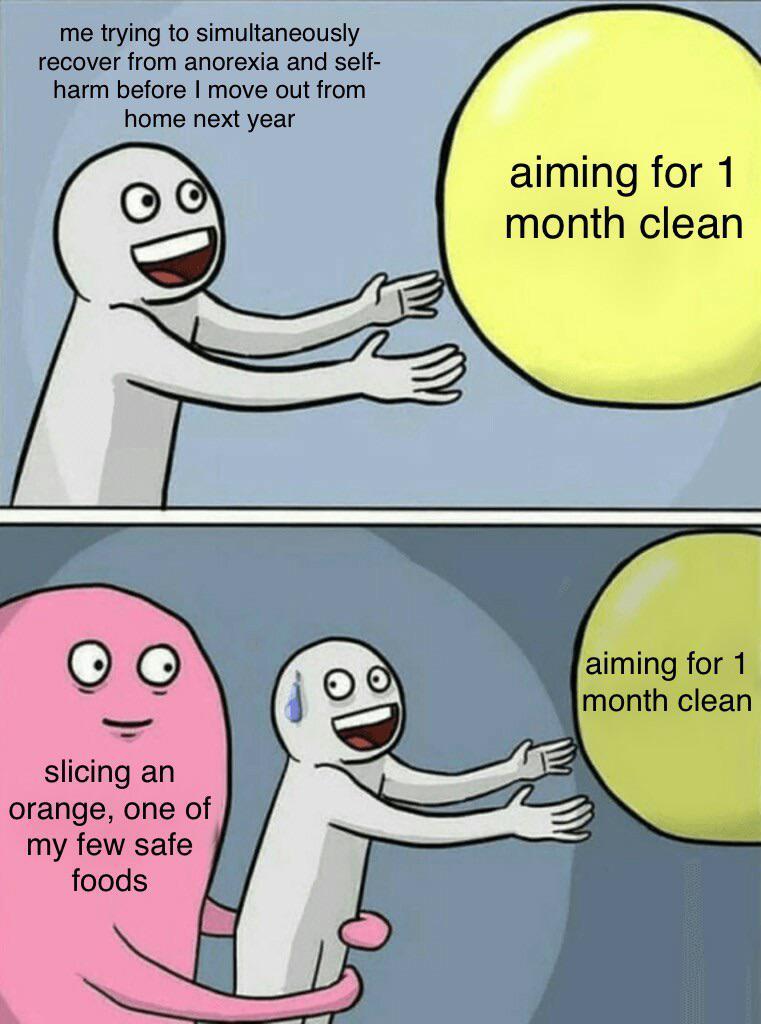 me trying to simultaneously
recover from anorexia and self-
harm before I move out from
home next year
aiming for 1
month clean
aiming for 1
month clean
slicing an
orange, one of
my few safe
foods